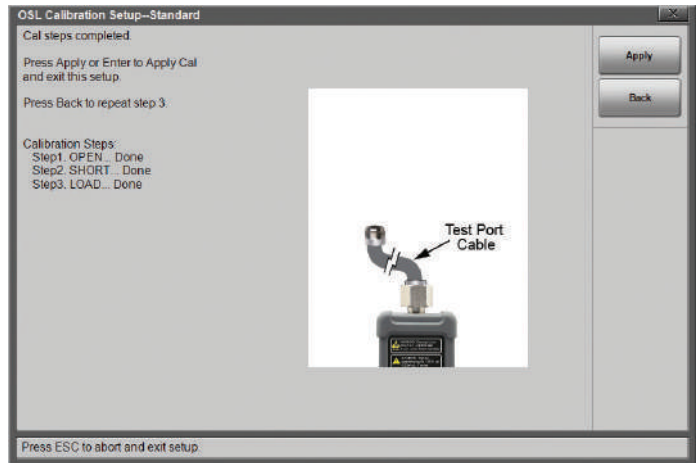 OSL Calibration Setup--Standard
Cal steps completed.
Press Apply or Enter to Apply Cal
and exit this setup.
Press Back to repeat step 3.
Calibration Steps:
Step1. OPEN... Done
Step2. SHORT... Done
Step3. LOAD... Done
Test Port
Cable
Apply
Back
Press ESC to abort and exit setup.